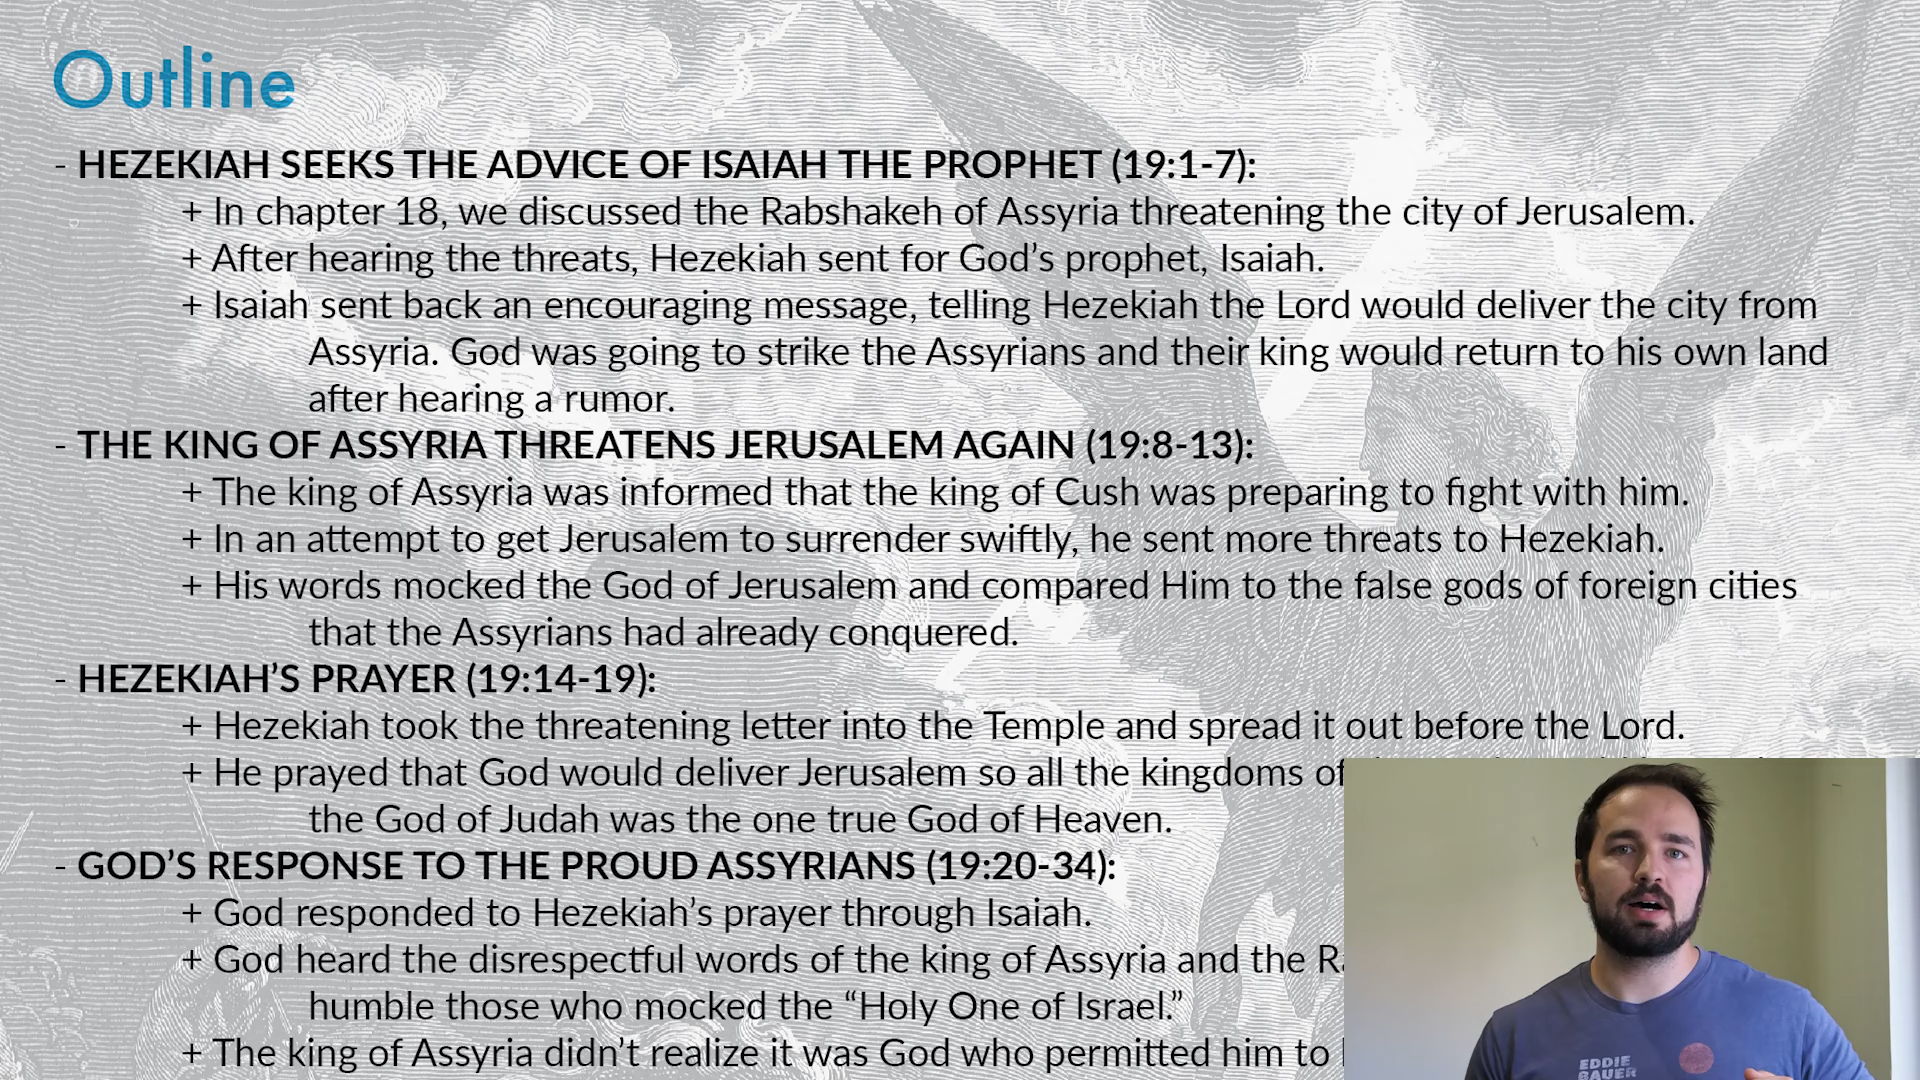 Outline
- HEZEKIAH SEEKS THE ADVICE OF ISAIAH THE PROPHET (19:1-7):
+ In chapter 18, we discussed the Rabshakeh of Assyria threatening the city of Jerusalem.
+ After hearing the threats, Hezekiah sent for God’s prophet, Isaiah.
+ Isaiah sent back an encouraging message, telling Hezekiah the Lord would deliver the city from
Assyria. God was going to strike the Assyrians and their king would return to his own land
after hearing a rumor.
- THE KING OF ASSYRIA THREATENS JERUSALEM AGAIN (19:8-13):
+ The king of Assyria was informed that the king of Cush was preparing to fight with him.
+ In an attempt to get Jerusalem to surrender swiftly, he sent more threats to Hezekiah.
+ His words mocked the God of Jerusalem and compared Him to the false gods of foreign cities
that the Assyrians had already conquered.
- HEZEKIAH’S PRAYER (19:14-19):
+ Hezekiah took the threatening letter into the Temple and spread it out before the Lord.
+ He prayed that God would deliver Jerusalem so all the kingdoms of
the God of Judah was the one true God of Heaven.
- GOD’S RESPONSE TO THE PROUD ASSYRIANS (19:20-34):
+ God responded to Hezekiah’s prayer through Isaiah.
+ God heard the disrespectful words of the king of Assyria and the
humble those who mocked the “Holy One of Israel.”
+ The king of Assyria didn’t realize it was God who permitted him to
EDDIE
BAUER